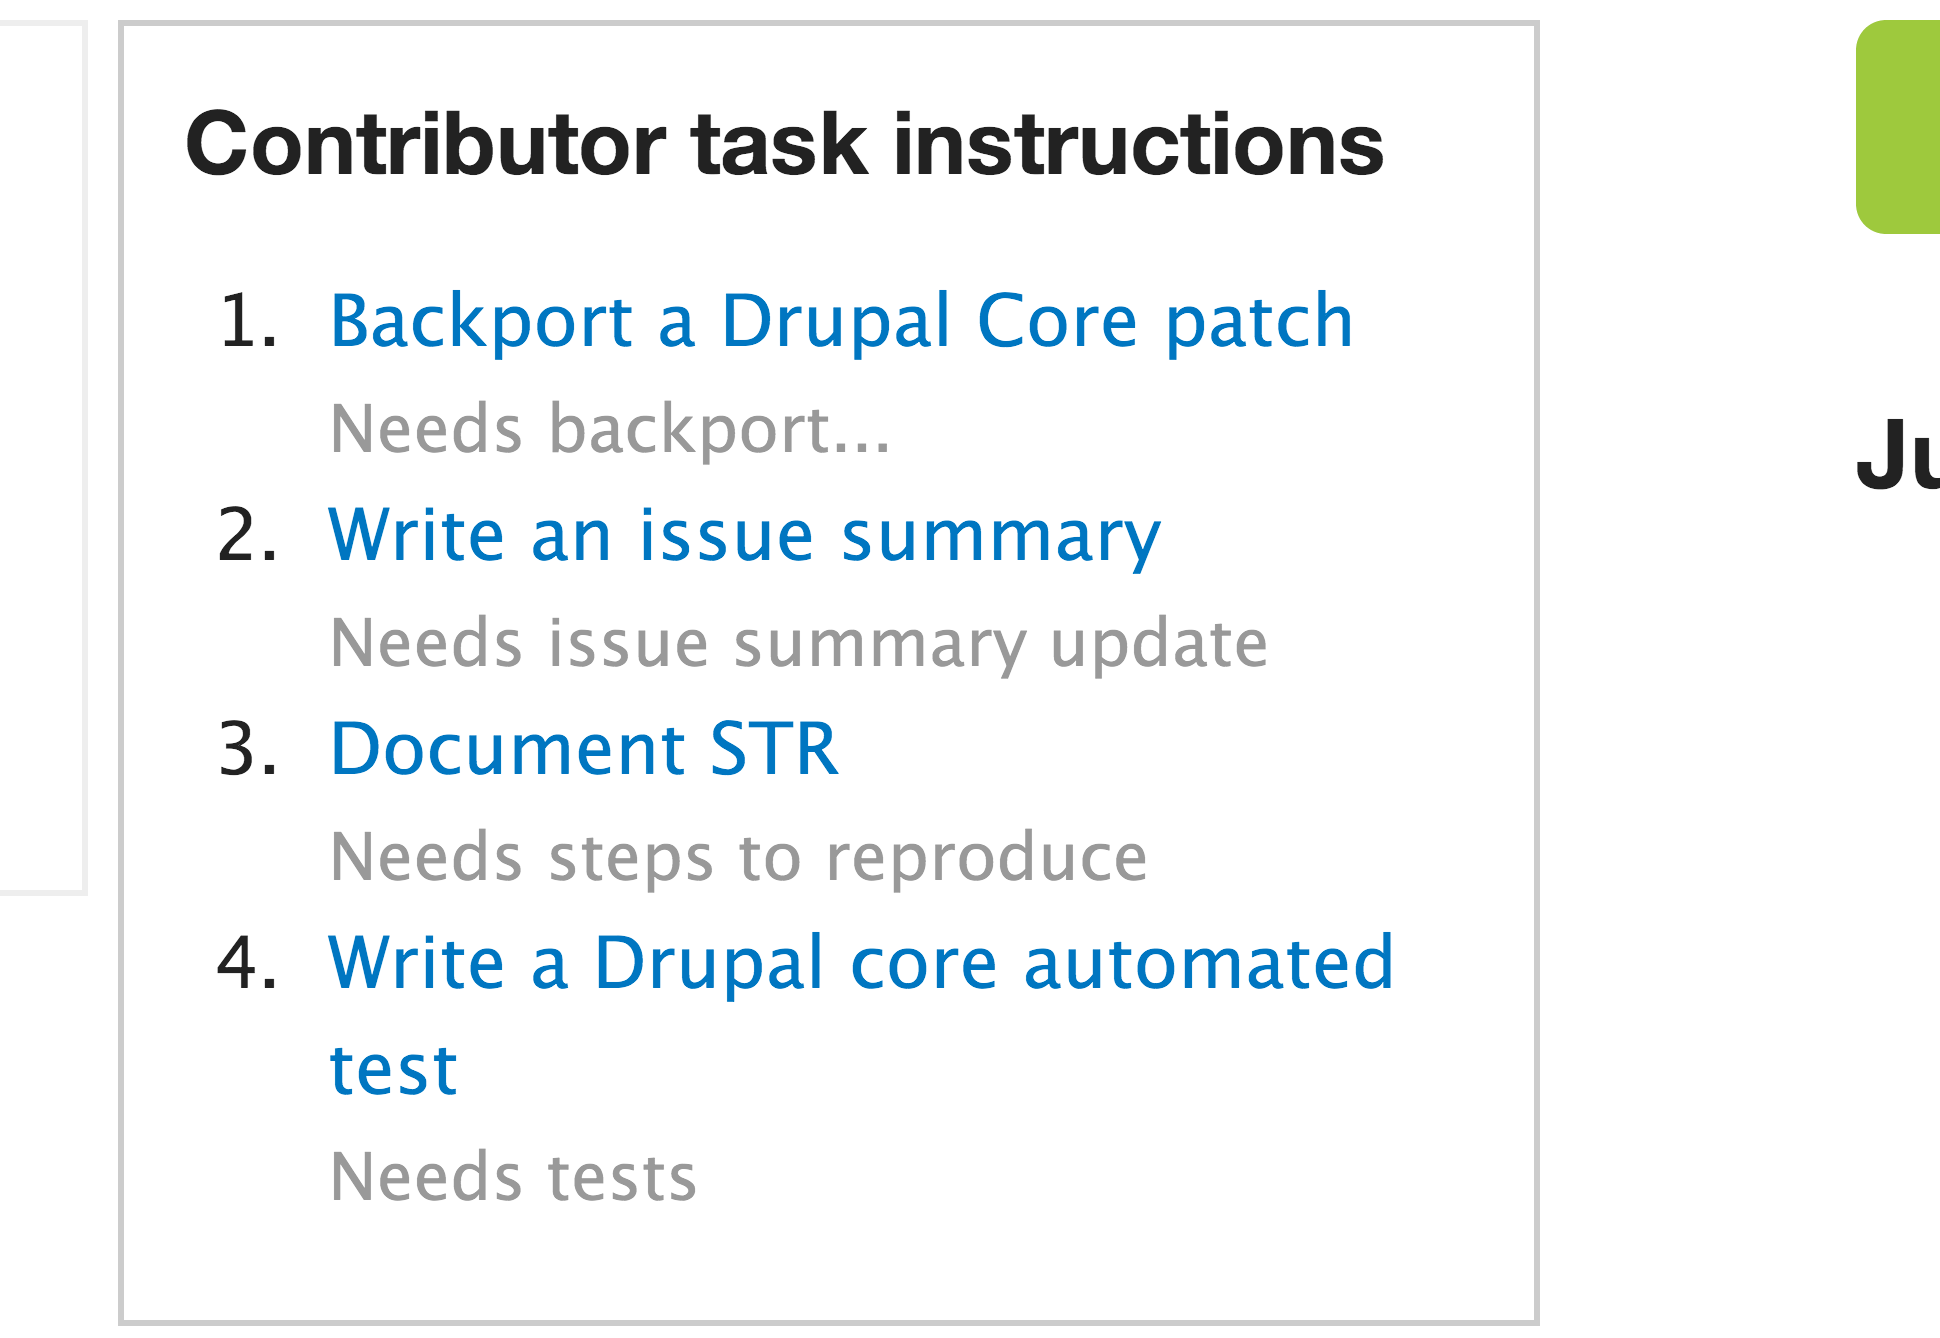 Contributor task instructions
1. Backport a Drupal Core patch
Needs backport...
2. Write an issue summary
Needs issue summary update
3. Document STR
Needs steps to reproduce
4. Write a Drupal core automated
test
Needs tests